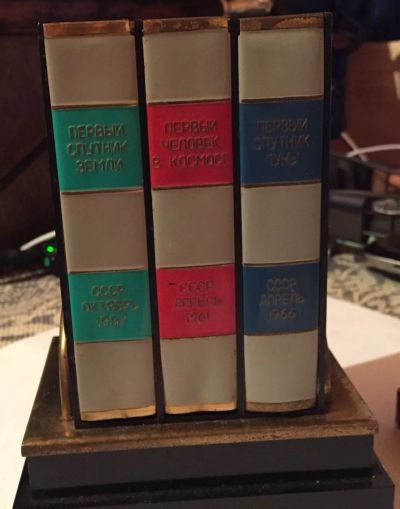 ПЕРВЫЙ
СПУТНИК
ЗЕМЛИ
СССР
ОКТЯБРЬ
1957
ПЕРВЫЙ
ЧЕЛОВЕК
В КОСМОСЕ
СССР
АПРЕЛЬ
1961
ПЕРВЫЙ
СПУТНИК
ЛУНЫ
СССР
АПРЕЛЬ
1966